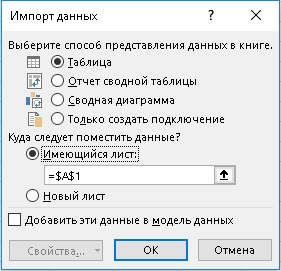 Импорт данных
Выберите способ представления данных в книге.
Таблица
Отчет сводной таблицы
Сводная диаграмма
Только создать подключение
Куда следует поместить данные?
Имеющийся лист:
=$A$1
Новый лист
Добавить эти данные в модель данных
Свойства... ОК Отмена